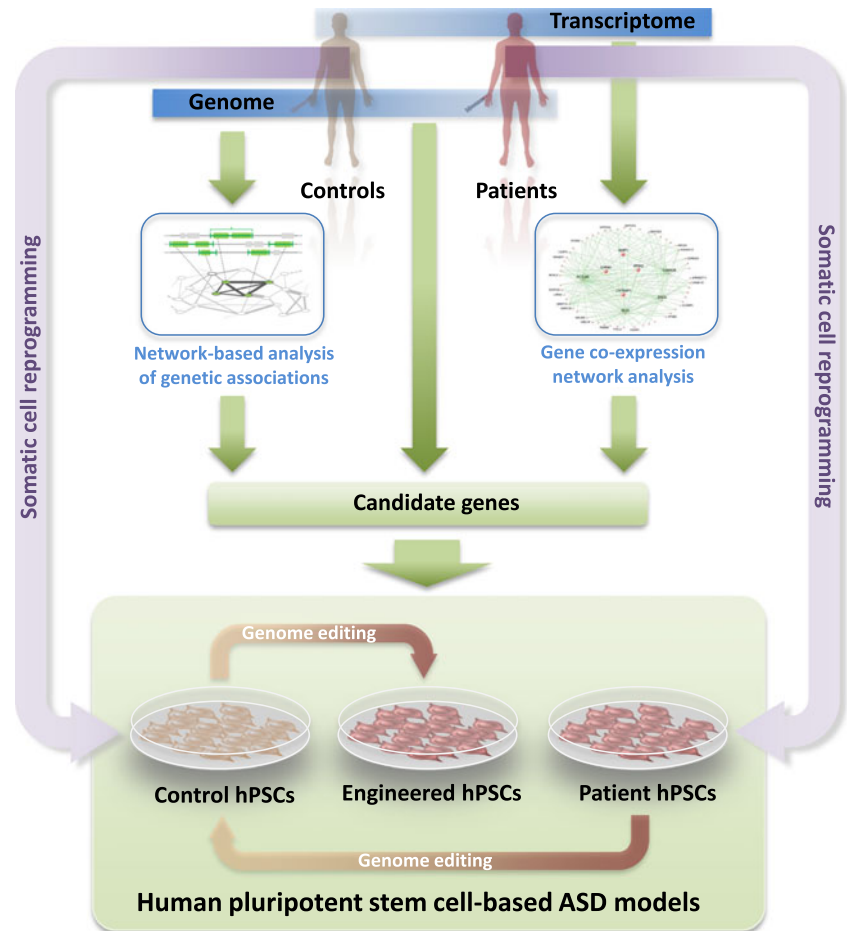 Transcriptome
Genome
Controls
Patients
Somatic cell reprogramming
Somatic cell reprogramming
Network-based analysis
of genetic associations
Gene co-expression
network analysis
Candidate genes
Genome editing
Control hPSCs
Engineered hPSCs
Patient hPSCs
Genome editing
Human pluripotent stem cell-based ASD models